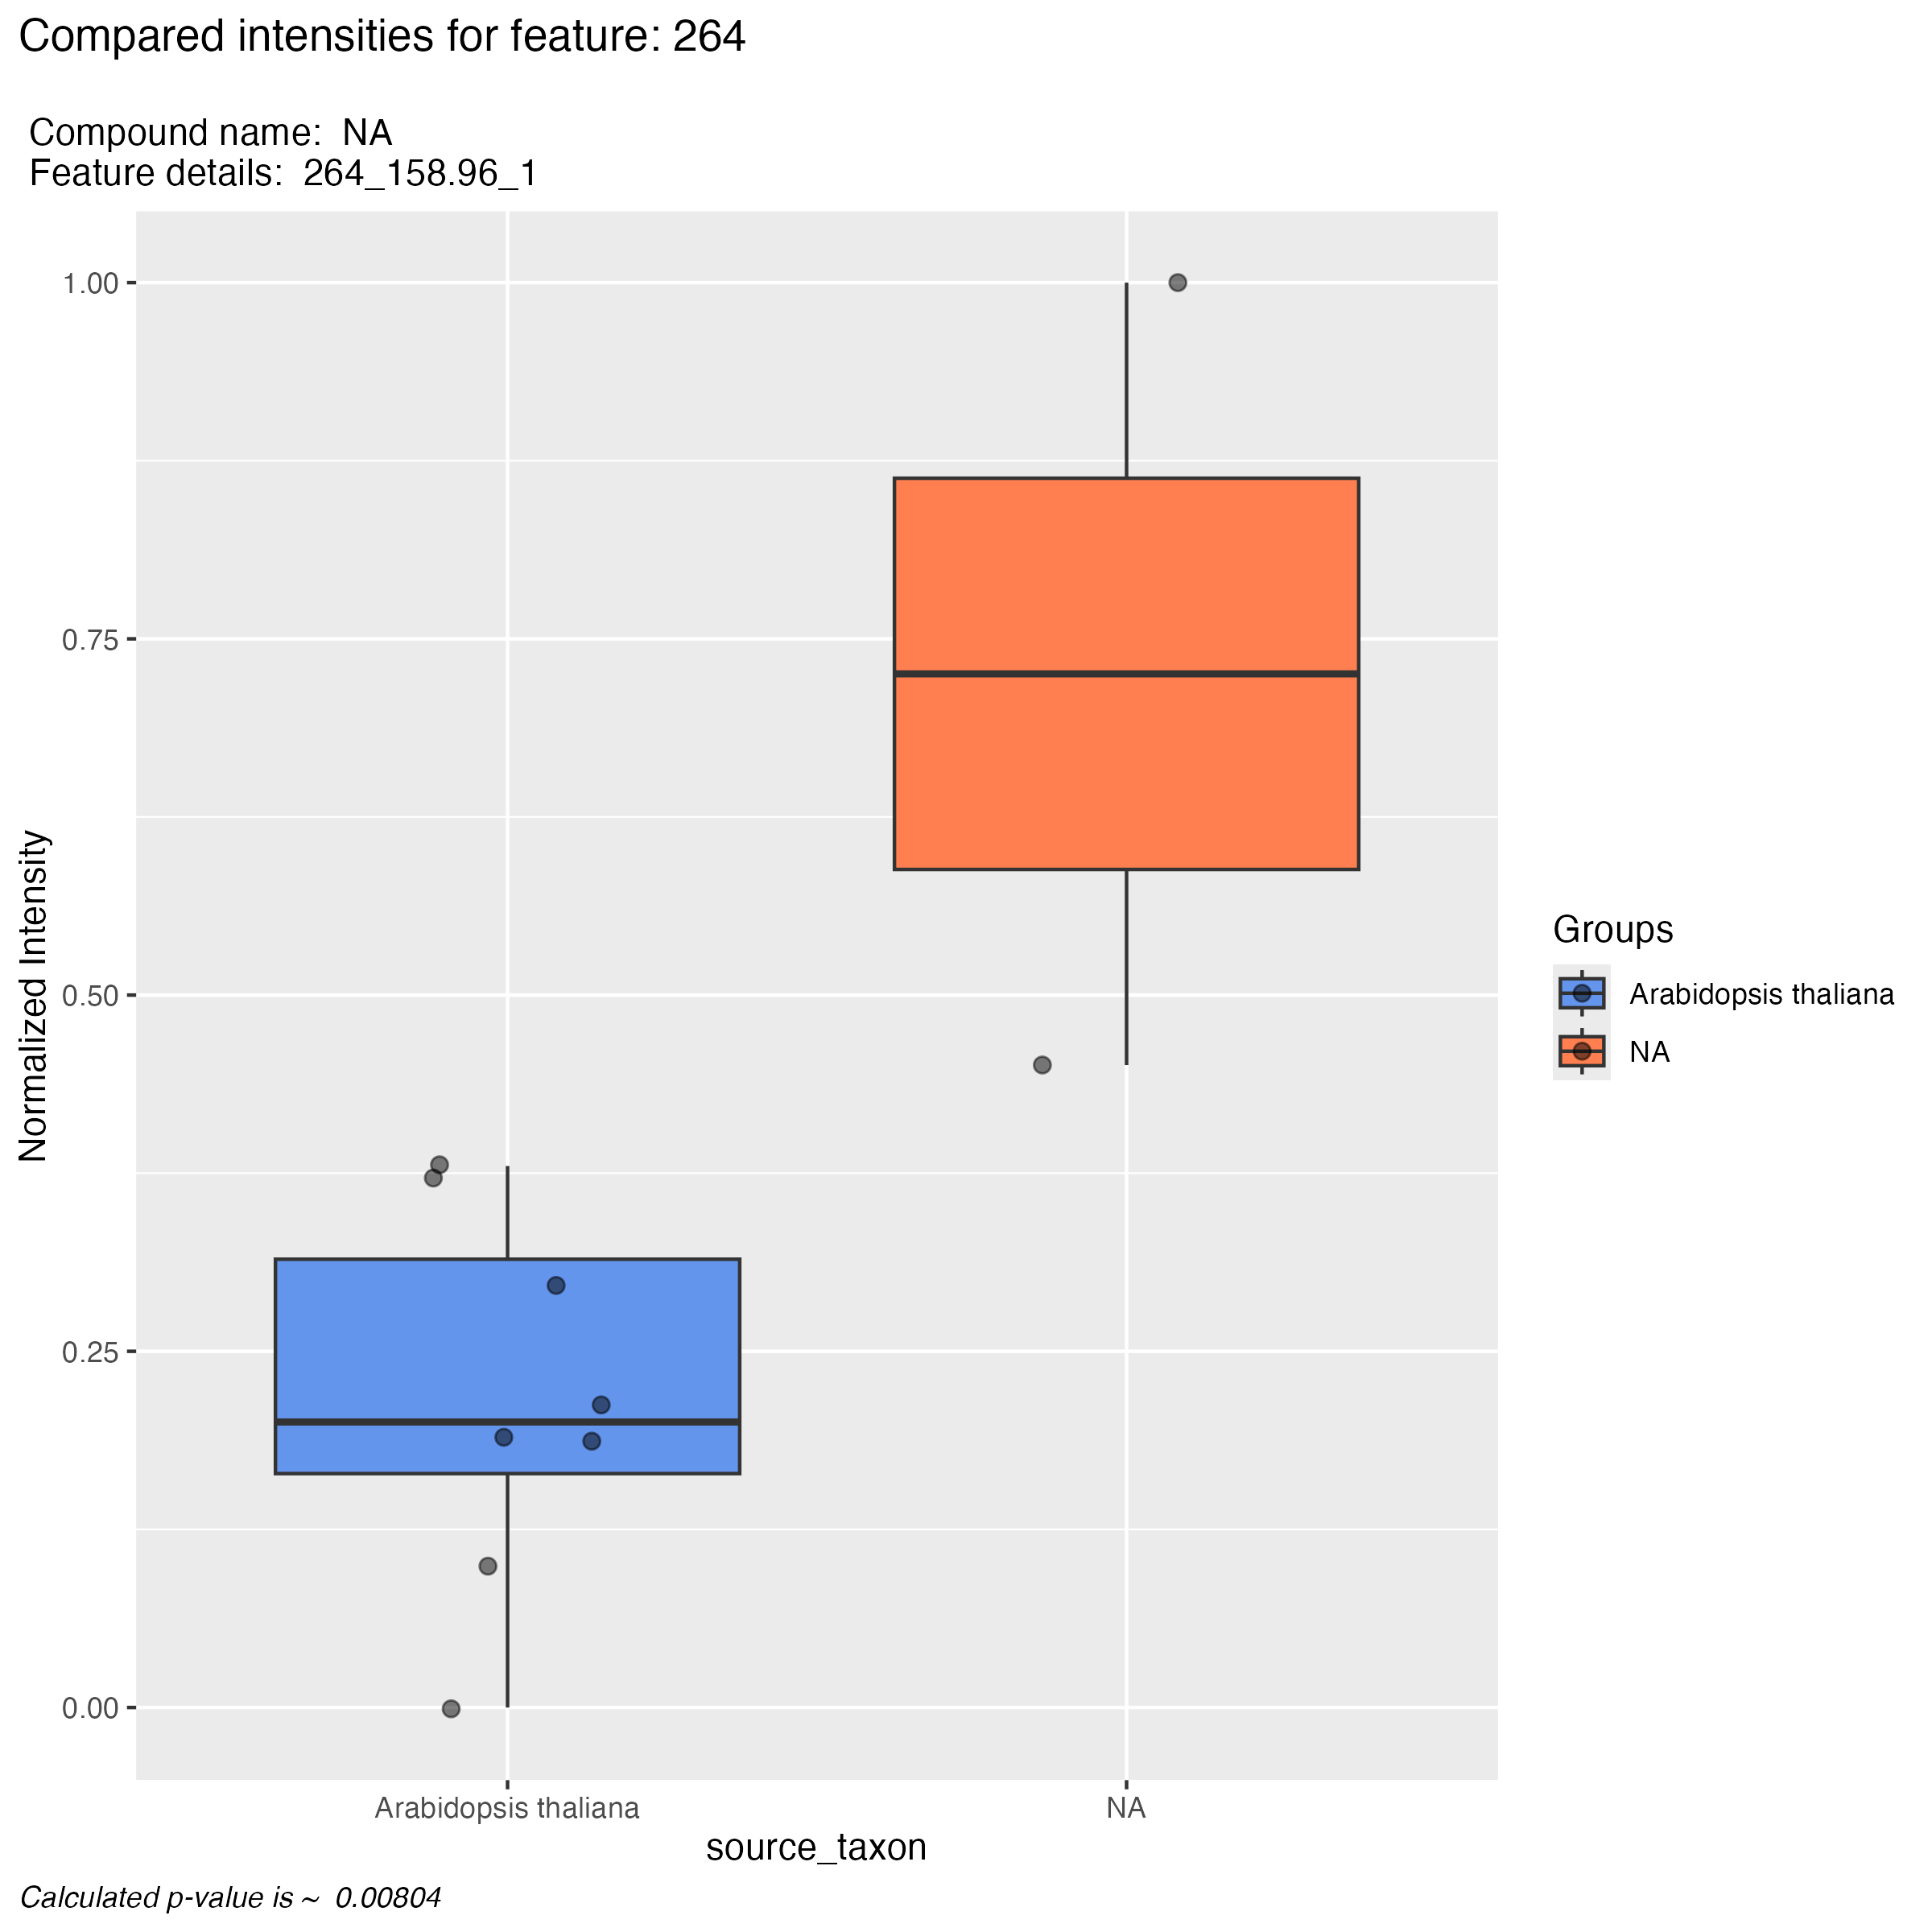 Compared intensities for feature: 264
Compound name:  NA
Feature details:  264_158.96_1
Normalized Intensity
1.00
0.75
0.50
0.25
0.00
Arabidopsis thaliana
NA
source_taxon
Groups
Arabidopsis thaliana
NA
Calculated p-value is ~  0.00804